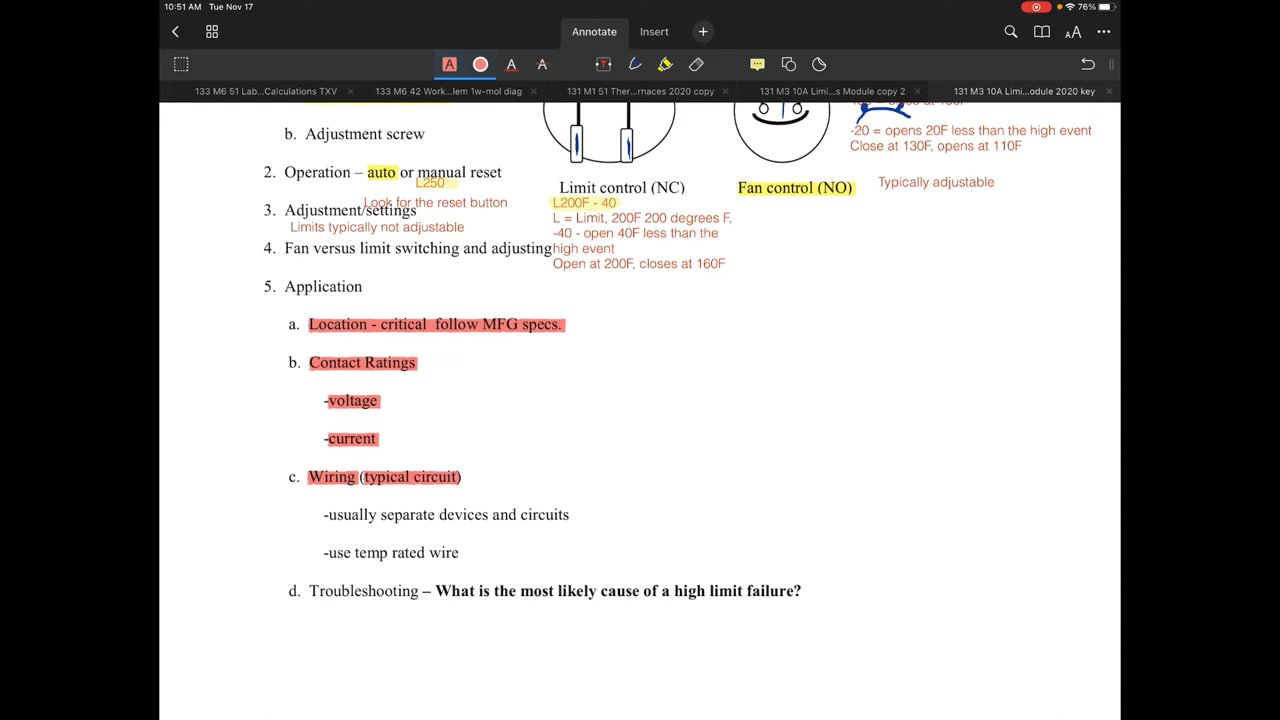 10:51 AM Tue Nov 17
76%
Annotate
Insert
133 M6 51 Lab...Calculations TXV
133 M6 42 Work...lem 1w-mol diag
131 M1 51 Ther...rnaces 2020 copy
131 M3 10A Limi...s Module copy 2
131 M3 10A Limi...odule 2020 key
b. Adjustment screw
-20 = opens 20F less than the high event
Close at 130F, opens at 110F
2. Operation – auto or manual reset
L250
Limit control (NC)
Fan control (NO)
Typically adjustable
Look for the reset button
L200F - 40
3. Adjustment/settings
L = Limit, 200F 200 degrees F,
Limits typically not adjustable
-40 - open 40F less than the
4. Fan versus limit switching and adjusting
high event
Open at 200F, closes at 160F
5. Application
a. Location - critical follow MFG specs.
b. Contact Ratings
-voltage
-current
c. Wiring (typical circuit)
-usually separate devices and circuits
-use temp rated wire
d. Troubleshooting – What is the most likely cause of a high limit failure?